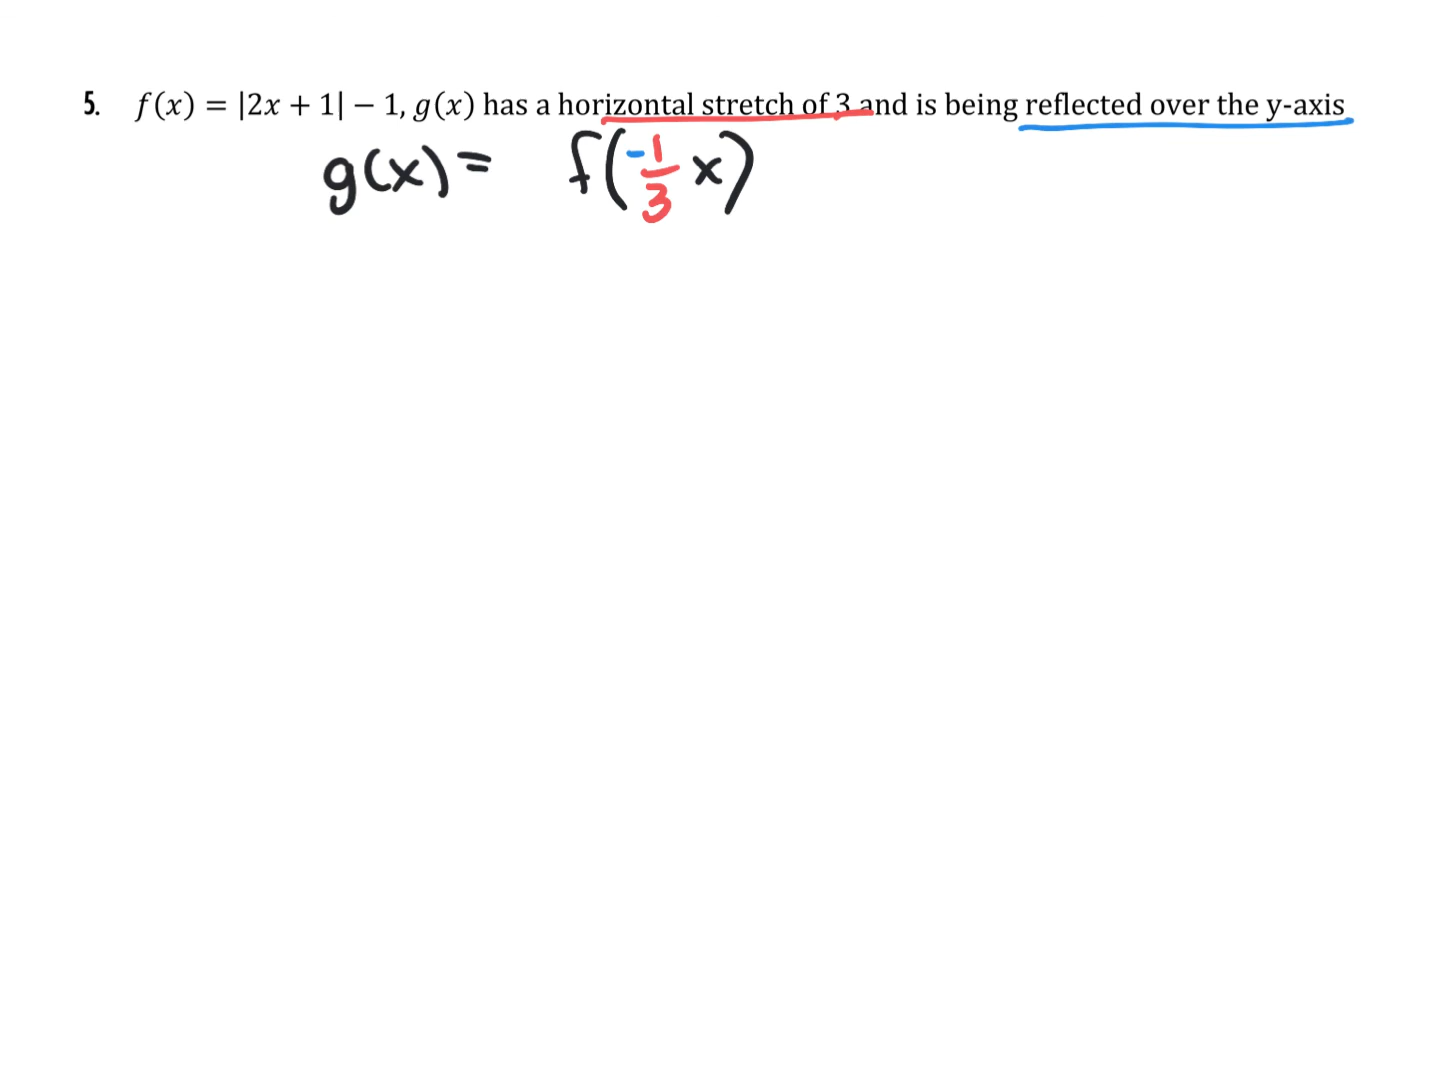 5. f(x) = |2x + 1| − 1, g(x) has a horizontal stretch of 3 and is being reflected over the y-axis
g(x) = f(-1/3 x)